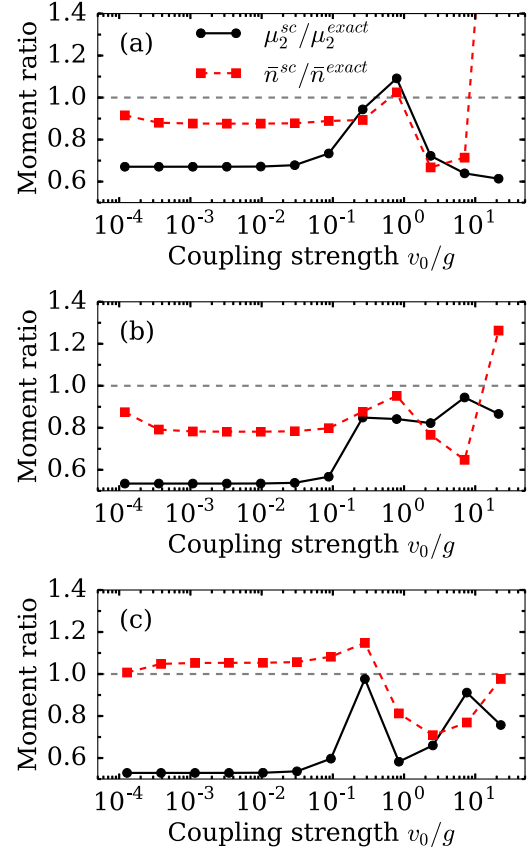 (a)
μ₂ˢᶜ/μ₂ᵉˣᵃᶜᵗ
n̄ˢᶜ/n̄ᵉˣᵃᶜᵗ
Moment ratio
1.4
1.2
1.0
0.8
0.6
10⁻⁴ 10⁻³ 10⁻² 10⁻¹ 10⁰ 10¹
Coupling strength v₀/g
(b)
Moment ratio
1.4
1.2
1.0
0.8
0.6
10⁻⁴ 10⁻³ 10⁻² 10⁻¹ 10⁰ 10¹
Coupling strength v₀/g
(c)
Moment ratio
1.4
1.2
1.0
0.8
0.6
10⁻⁴ 10⁻³ 10⁻² 10⁻¹ 10⁰ 10¹
Coupling strength v₀/g